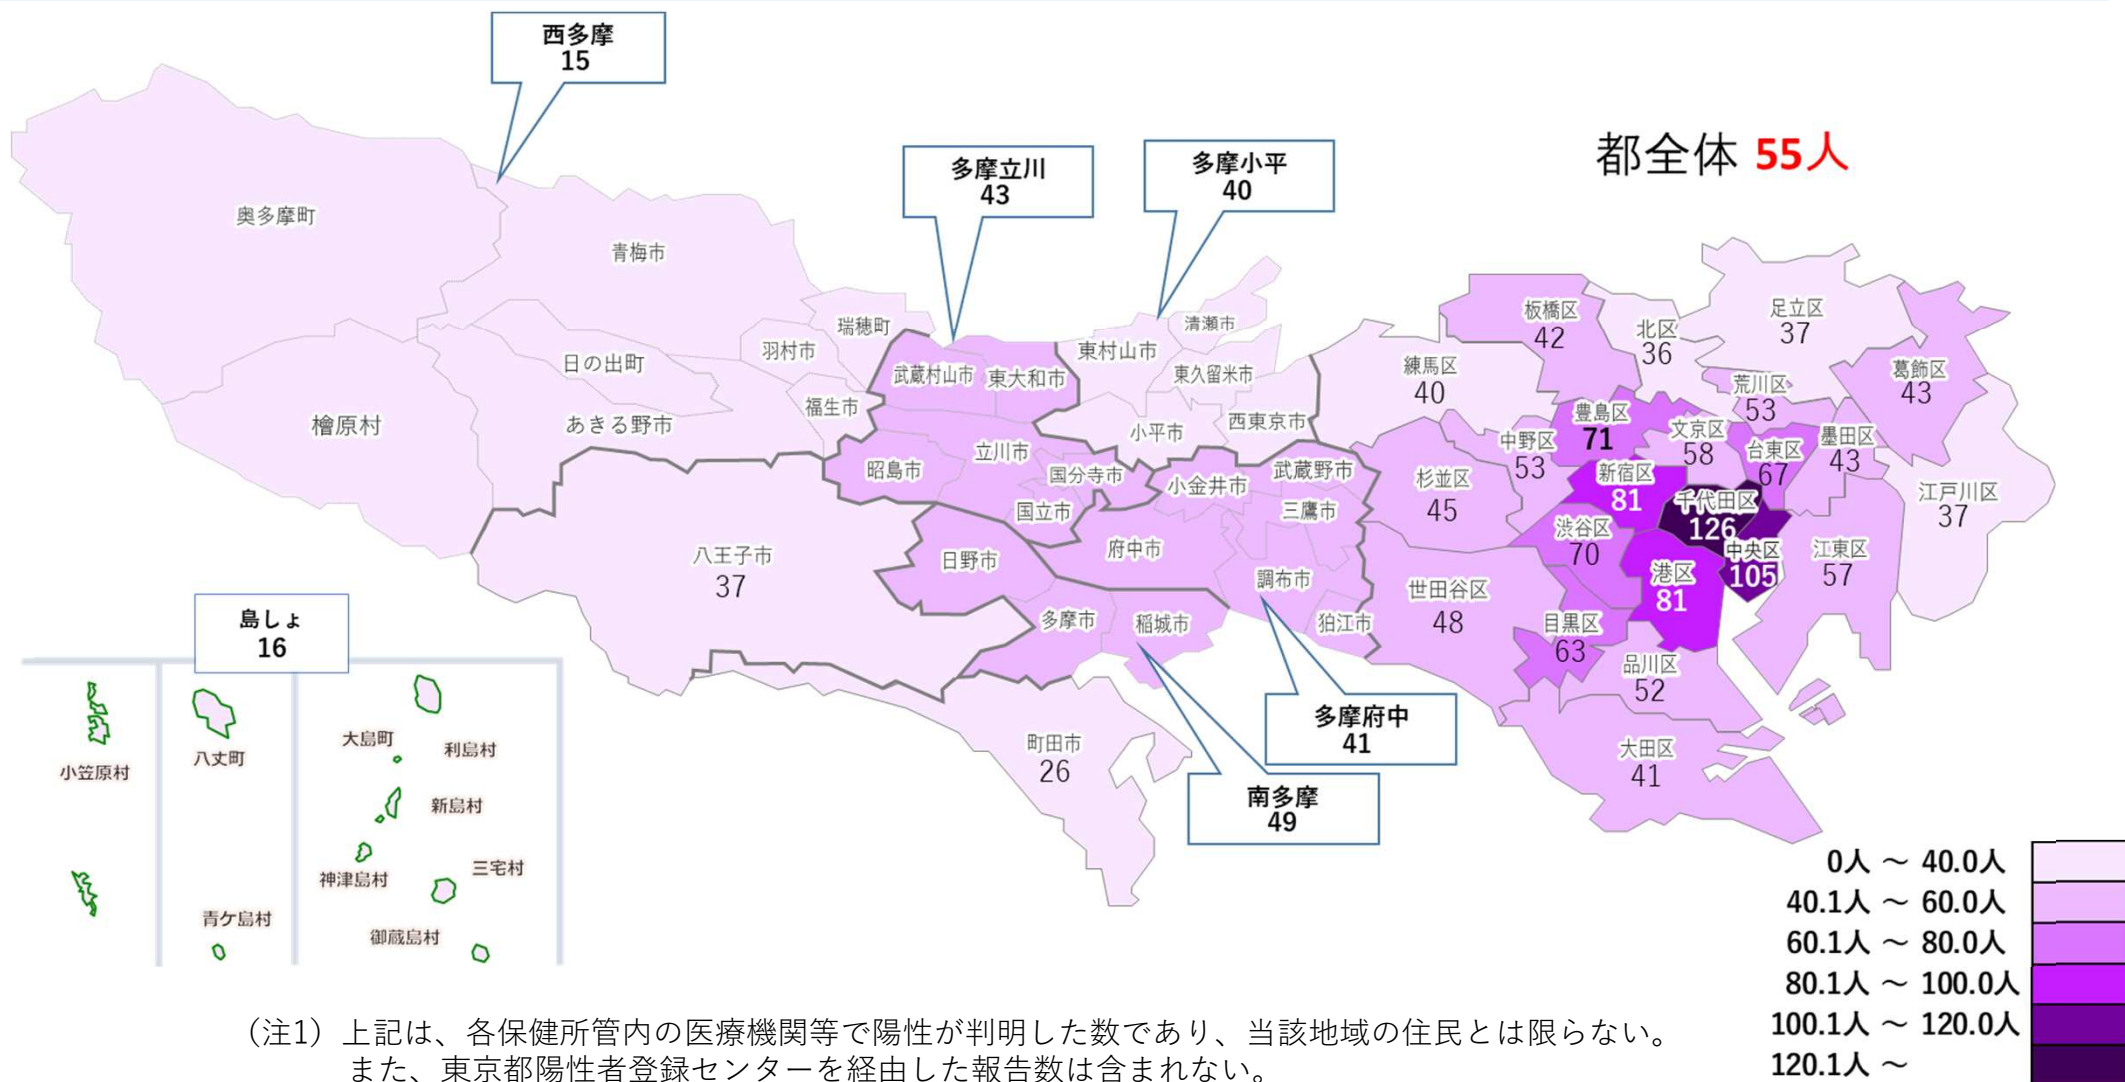 西多摩
15
多摩立川
43
多摩小平
40
都全体 55人
奥多摩町
青梅市
瑞穂町
羽村市
日の出町
福生市
あきる野市
檜原村
武蔵村山市
東大和市
東村山市
清瀬市
東久留米市
小平市
西東京市
昭島市
立川市
国分寺市
国立市
小金井市
武蔵野市
三鷹市
府中市
調布市
狛江市
日野市
多摩市
稲城市
八王子市
37
町田市
26
多摩府中
41
南多摩
49
練馬区
40
板橋区
42
北区
36
足立区
37
葛飾区
43
荒川区
53
豊島区
71
文京区
58
台東区
67
墨田区
43
中野区
53
杉並区
45
新宿区
81
千代田区
126
中央区
105
江戸川区
37
江東区
57
渋谷区
70
港区
81
世田谷区
48
目黒区
63
品川区
52
大田区
41
島しょ
16
小笠原村
八丈町
青ケ島村
大島町
利島村
新島村
神津島村
三宅村
御蔵島村
0人 ～ 40.0人
40.1人 ～ 60.0人
60.1人 ～ 80.0人
80.1人 ～ 100.0人
100.1人 ～ 120.0人
120.1人 ～
（注1）上記は、各保健所管内の医療機関等で陽性が判明した数であり、当該地域の住民とは限らない。
また、東京都陽性者登録センターを経由した報告数は含まれない。